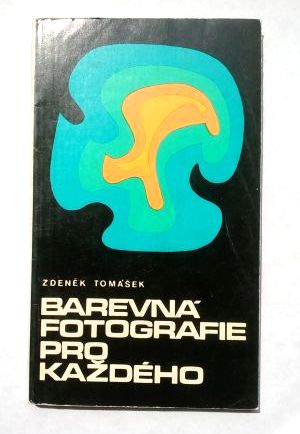 ZDENĚK TOMÁŠEK
BAREVNÁ
FOTOGRAFIE
PRO
KAŽDÉHO